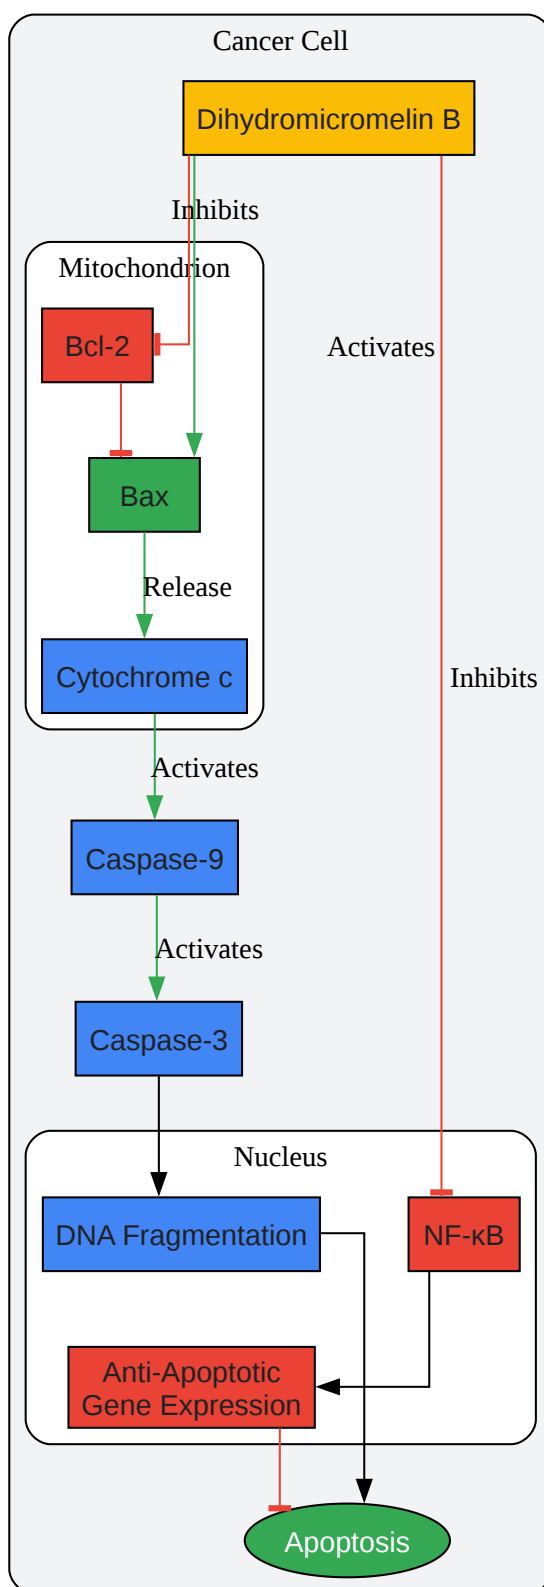 Cancer Cell
Dihydromicromelin B
Inhibits
Mitochondrion
Bcl-2
Activates
Bax
Release
Cytochrome c
Inhibits
Activates
Caspase-9
Activates
Caspase-3
Nucleus
DNA Fragmentation
NF-κB
Anti-Apoptotic
Gene Expression
Apoptosis